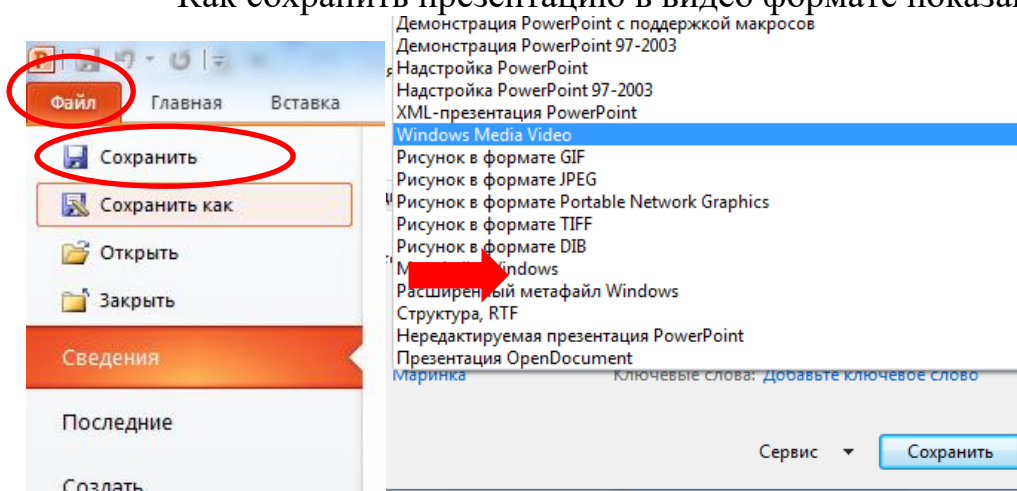 Как сохранить презентацию в видео формате показа
Файл Главная Вставка
Сохранить
Сохранить как
Открыть
Закрыть
Сведения
Последние
Создать
Демонстрация PowerPoint с поддержкой макросов
Демонстрация PowerPoint 97-2003
Надстройка PowerPoint
Надстройка PowerPoint 97-2003
XML-презентация PowerPoint
Windows Media Video
Рисунок в формате GIF
Рисунок в формате JPEG
Рисунок в формате Portable Network Graphics
Рисунок в формате TIFF
Рисунок в формате DIB
Windows
Расширенный метафайл Windows
Структура, RTF
Нередактируемая презентация PowerPoint
Презентация OpenDocument
Маринка Ключевые слова: Добавьте ключевое слово
Сервис Сохранить